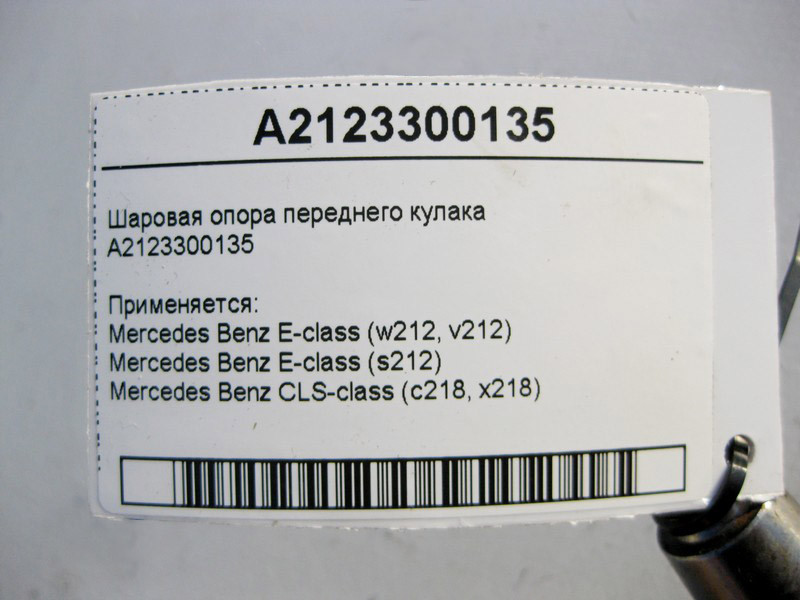 A2123300135
Шаровая опора переднего кулака
A2123300135
Применяется:
Mercedes Benz E-class (w212, v212)
Mercedes Benz E-class (s212)
Mercedes Benz CLS-class (c218, x218)